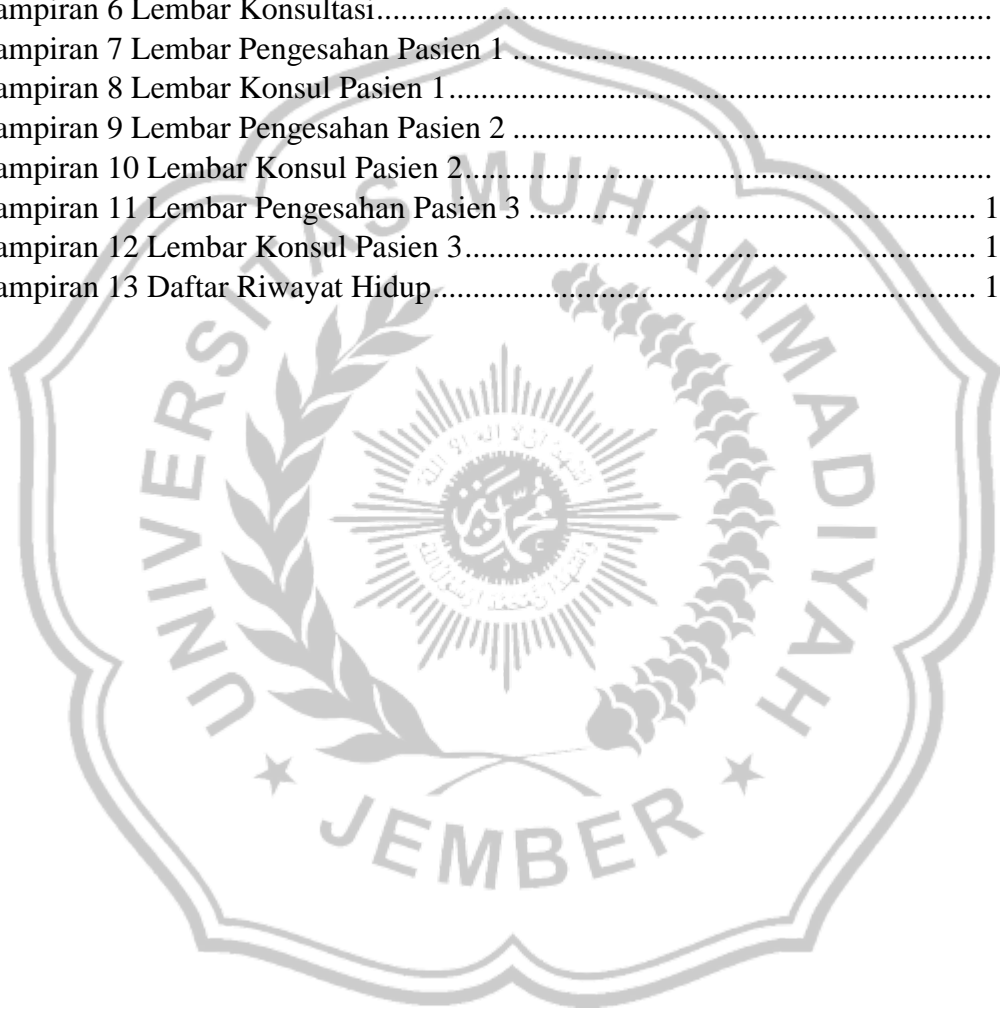 ampiran 6 Lembar Konsultasi...............................................................................
ampiran 7 Lembar Pengesahan Pasien 1 .............................................................
ampiran 8 Lembar Konsul Pasien 1.....................................................................
ampiran 9 Lembar Pengesahan Pasien 2 .............................................................
ampiran 10 Lembar Konsul Pasien 2...................................................................
ampiran 11 Lembar Pengesahan Pasien 3 ......................................................... 1
ampiran 12 Lembar Konsul Pasien 3................................................................. 1
ampiran 13 Daftar Riwayat Hidup..................................................................... 1
UNIVERSITAS MUHAMMADIYAH
JEMBER